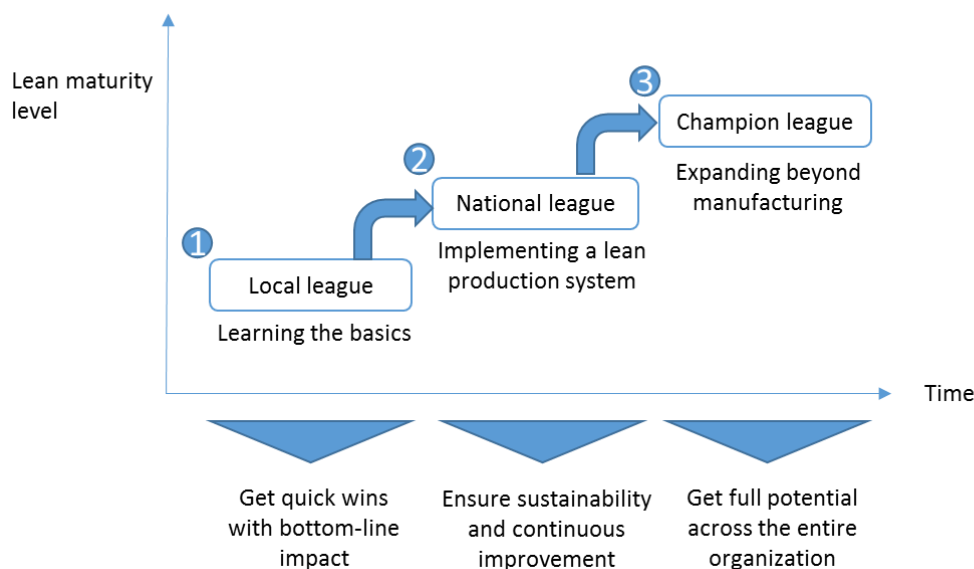 Lean maturity
level
3
Champion league
Expanding beyond
manufacturing
2
National league
Implementing a lean
production system
1
Local league
Learning the basics
Time
Get quick wins
with bottom-line
impact
Ensure sustainability
and continuous
improvement
Get full potential
across the entire
organization